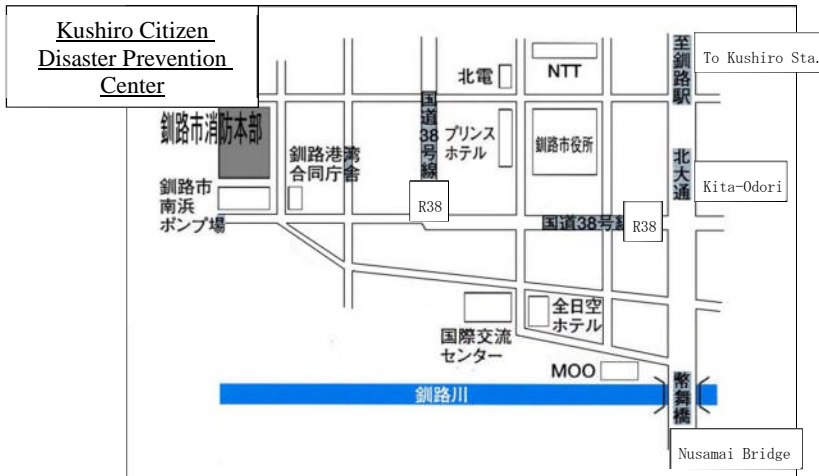 Kushiro Citizen
Disaster Prevention
Center
至釧路駅
To Kushiro Sta.
北電
NTT
国道38号線
プリンス
ホテル
釧路市役所
釧路市消防本部
釧路港湾
合同庁舎
北大通
Kita-Odori
釧路市
南浜
ポンプ場
R38
国道38号線
R38
全日空
ホテル
国際交流
センター
MOO
釧路川
幣舞橋
Nusamai Bridge